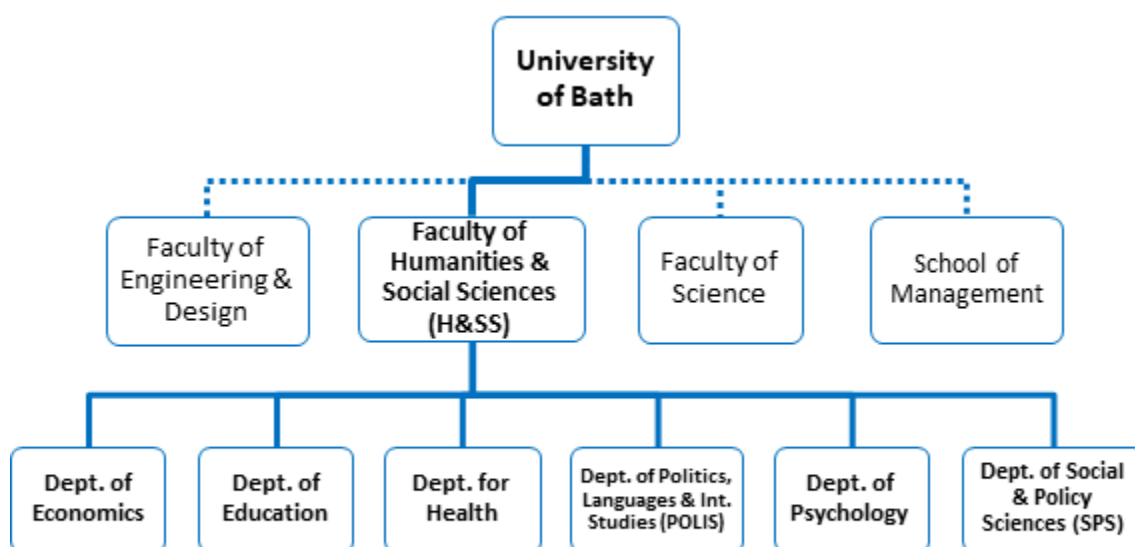 University
of Bath
Faculty of
Engineering &
Design
Faculty of
Humanities &
Social Sciences
(H&SS)
Faculty of
Science
School of
Management
Dept. of
Economics
Dept. of
Education
Dept. for
Health
Dept. of Politics,
Languages & Int.
Studies (POLIS)
Dept. of
Psychology
Dept. of Social
& Policy
Sciences (SPS)